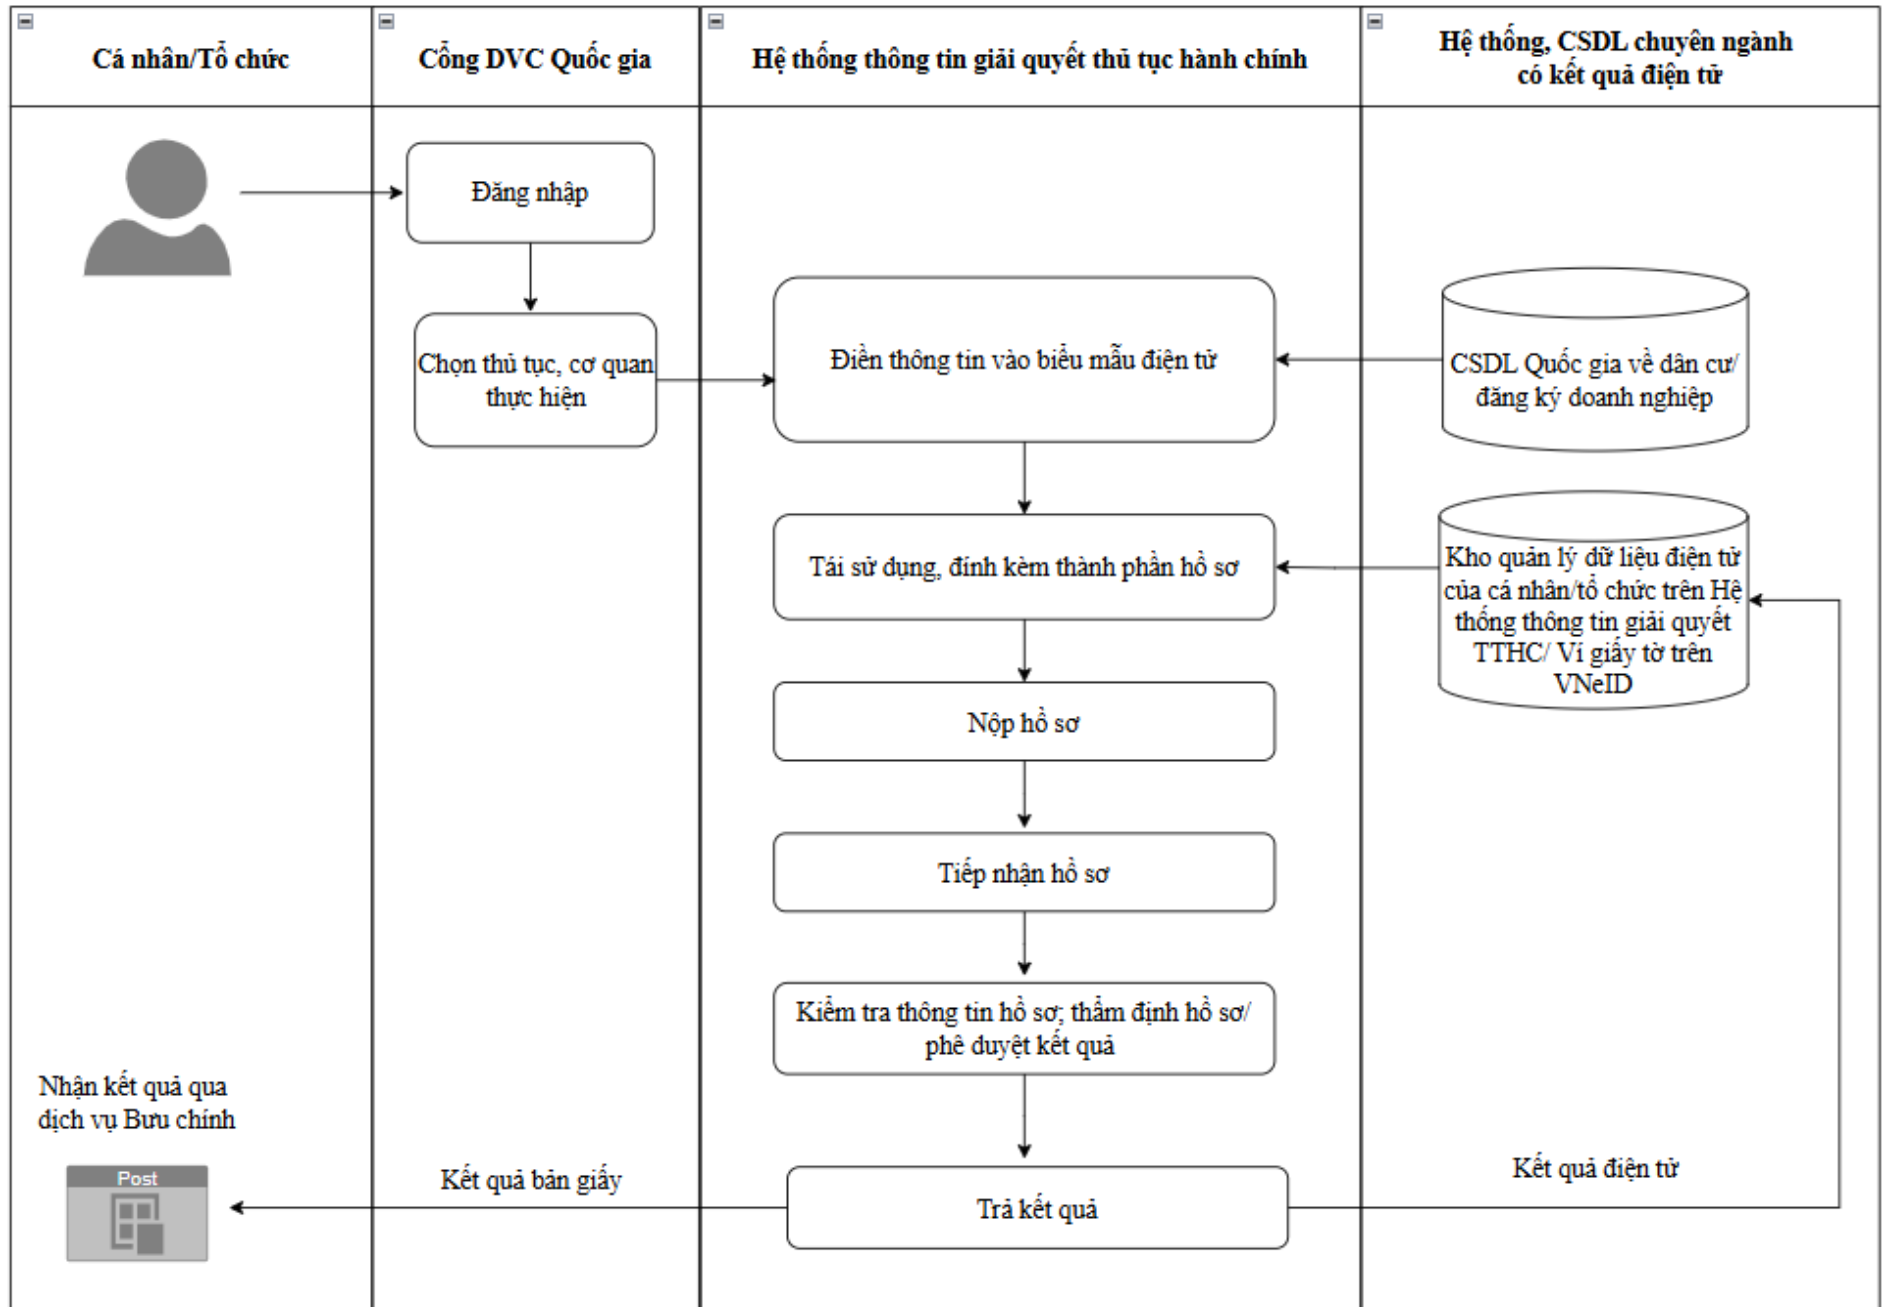 Cá nhân/Tổ chức
Cổng DVC Quốc gia
Hệ thống thông tin giải quyết thủ tục hành chính
Hệ thống, CSDL chuyên ngành
có kết quả điện tử
Đăng nhập
Chọn thủ tục, cơ quan
thực hiện
Điền thông tin vào biểu mẫu điện tử
CSDL Quốc gia về dân cư/
đăng ký doanh nghiệp
Tái sử dụng, đính kèm thành phần hồ sơ
Kho quản lý dữ liệu điện tử
của cá nhân/tổ chức trên Hệ
thống thông tin giải quyết
TTHC/ Ví giấy tờ trên
VNeID
Nộp hồ sơ
Tiếp nhận hồ sơ
Kiểm tra thông tin hồ sơ; thẩm định hồ sơ/
phê duyệt kết quả
Nhận kết quả qua
dịch vụ Bưu chính
Post
Kết quả bản giấy
Trả kết quả
Kết quả điện tử